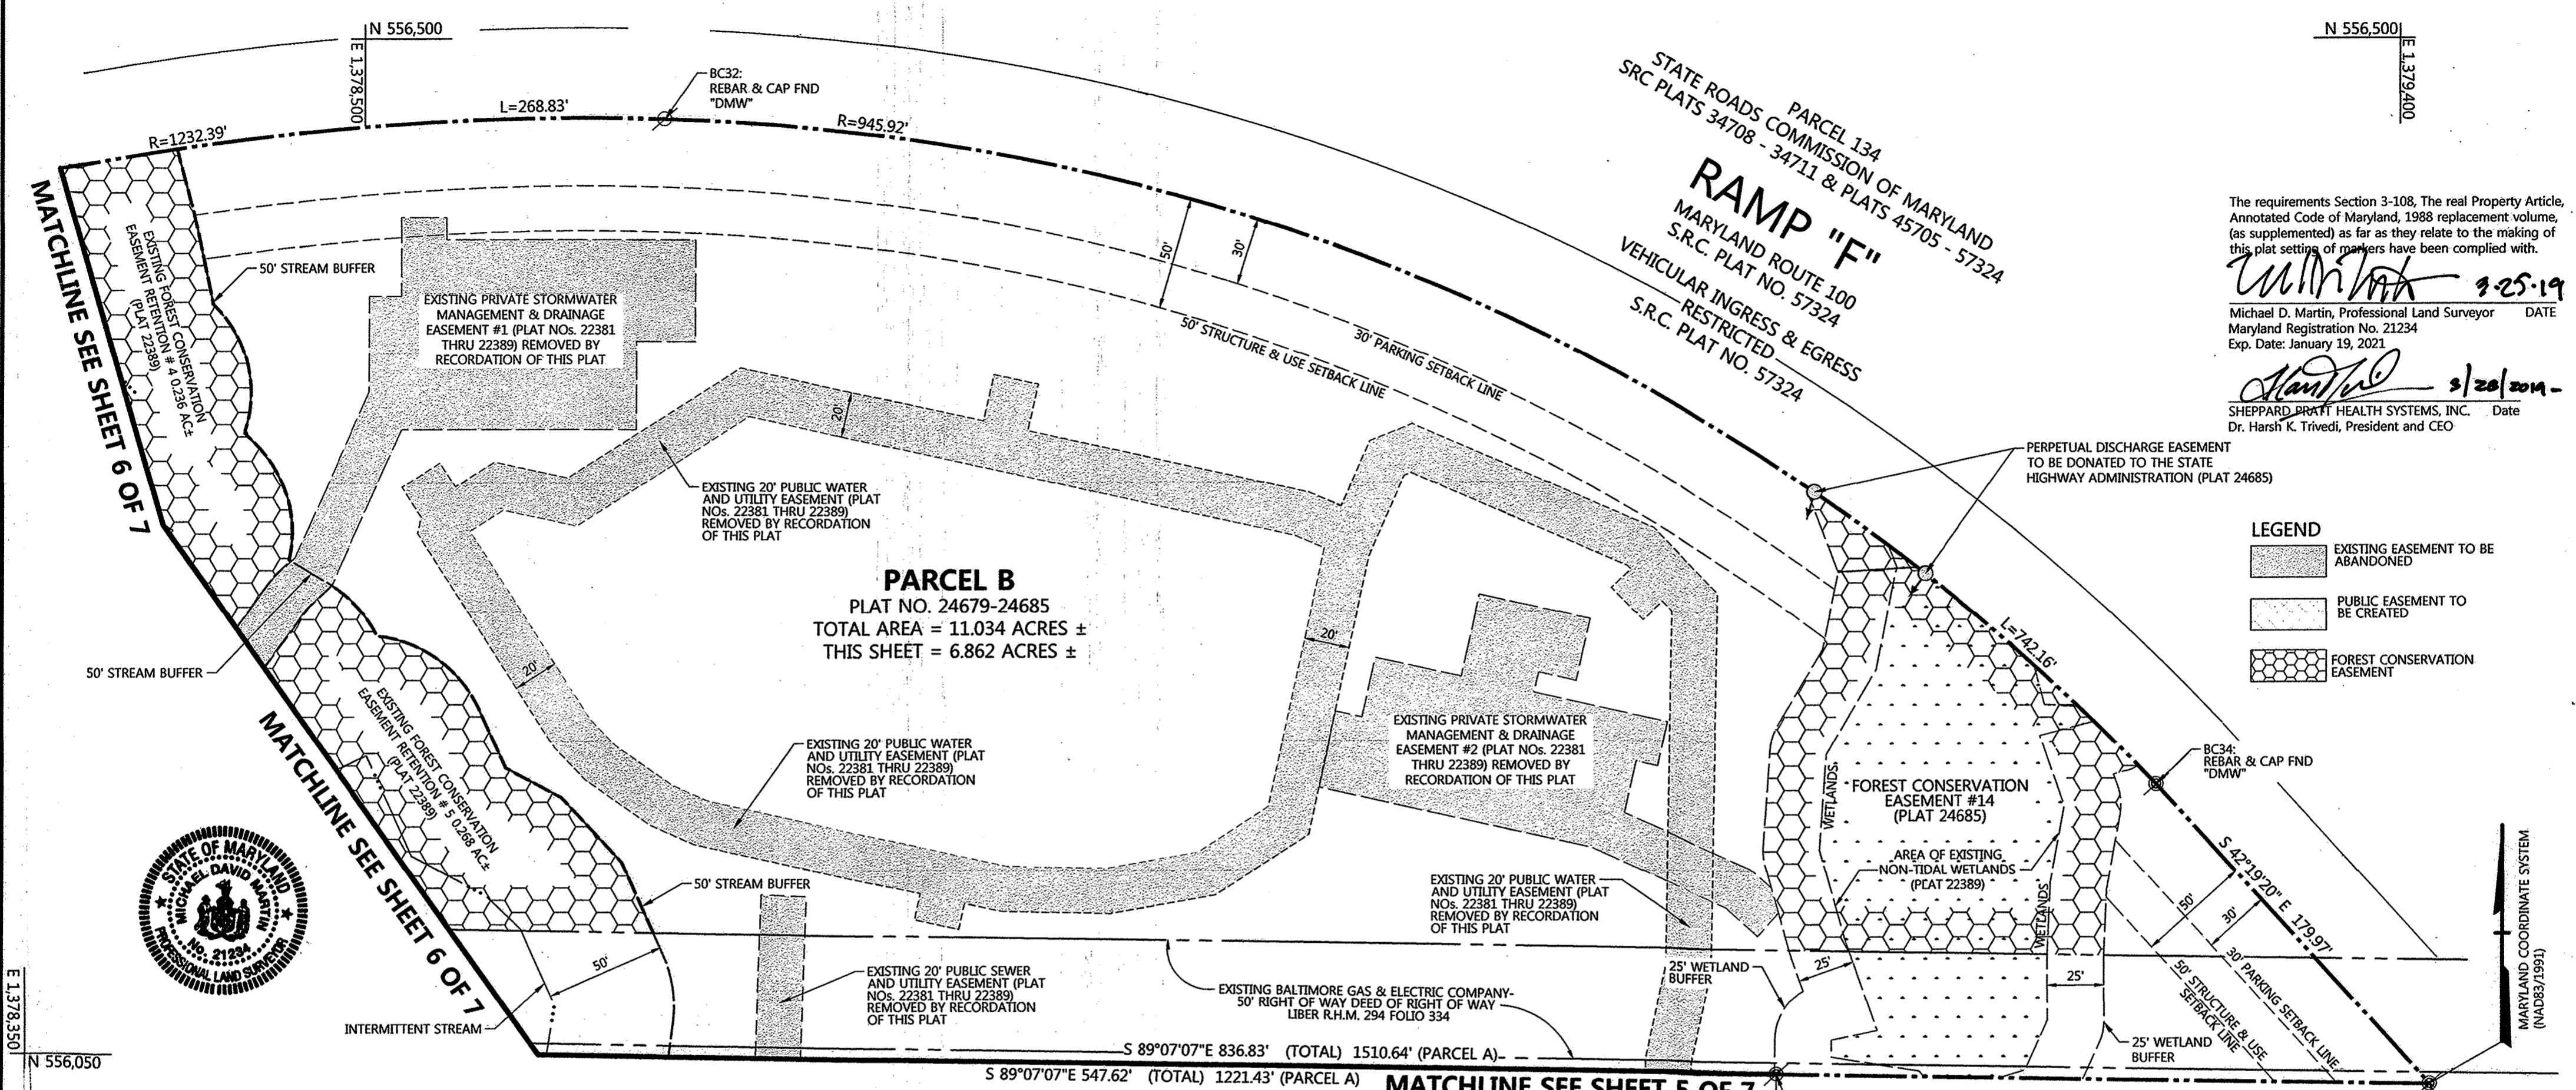 N 556,500
E 1,378,500
N 556,500
E 1,379,400
BC32:
REBAR & CAP FND
"DMW"
L=268.83'
R=1232.39'
R=945.92'
PARCEL 134
STATE ROADS COMMISSION OF MARYLAND
SRC PLATS 34708 - 34711 & PLATS 45705 - 57324
RAMP "F"
MARYLAND ROUTE 100
S.R.C. PLAT NO. 57324
VEHICULAR INGRESS & EGRESS
RESTRICTED
S.R.C. PLAT NO. 57324
The requirements Section 3-108, The real Property Article,
Annotated Code of Maryland, 1988 replacement volume,
(as supplemented) as far as they relate to the making of
this plat setting of markers have been complied with.
3-25-19
Michael D. Martin, Professional Land Surveyor DATE
Maryland Registration No. 21234
Exp. Date: January 19, 2021
3/28/2019
SHEPPARD PRATT HEALTH SYSTEMS, INC. Date
Dr. Harsh K. Trivedi, President and CEO
MATCHLINE SEE SHEET 6 OF 7
EXISTING FOREST CONSERVATION
EASEMENT RETENTION # 4 0.236 AC±
(PLAT 22389)
50' STREAM BUFFER
EXISTING PRIVATE STORMWATER
MANAGEMENT & DRAINAGE
EASEMENT #1 (PLAT NOs. 22381
THRU 22389) REMOVED BY
RECORDATION OF THIS PLAT
50'
30'
50' STRUCTURE & USE SETBACK LINE
30' PARKING SETBACK LINE
20'
EXISTING 20' PUBLIC WATER
AND UTILITY EASEMENT (PLAT
NOs. 22381 THRU 22389)
REMOVED BY RECORDATION
OF THIS PLAT
PERPETUAL DISCHARGE EASEMENT
TO BE DONATED TO THE STATE
HIGHWAY ADMINISTRATION (PLAT 24685)
LEGEND
EXISTING EASEMENT TO BE
ABANDONED
PUBLIC EASEMENT TO
BE CREATED
FOREST CONSERVATION
EASEMENT
PARCEL B
PLAT NO. 24679-24685
TOTAL AREA = 11.034 ACRES ±
THIS SHEET = 6.862 ACRES ±
20'
20'
L=742.16'
50' STREAM BUFFER
EXISTING FOREST CONSERVATION
EASEMENT RETENTION # 5 0.268 AC±
(PLAT 22389)
MATCHLINE SEE SHEET 6 OF 7
EXISTING 20' PUBLIC WATER
AND UTILITY EASEMENT (PLAT
NOs. 22381 THRU 22389)
REMOVED BY RECORDATION
OF THIS PLAT
EXISTING PRIVATE STORMWATER
MANAGEMENT & DRAINAGE
EASEMENT #2 (PLAT NOs. 22381
THRU 22389) REMOVED BY
RECORDATION OF THIS PLAT
WETLANDS
FOREST CONSERVATION
EASEMENT #14
(PLAT 24685)
BC34:
REBAR & CAP FND
"DMW"
AREA OF EXISTING
NON-TIDAL WETLANDS
(PLAT 22389)
WETLANDS
S 42°19'20" E 179.97'
50'
30'
30' PARKING SETBACK LINE
50' STRUCTURE & USE
SETBACK LINE
STATE OF MARYLAND
MICHAEL DAVID MARTIN
No. 21234
PROFESSIONAL LAND SURVEYOR
50' STREAM BUFFER
50'
INTERMITTENT STREAM
EXISTING 20' PUBLIC SEWER
AND UTILITY EASEMENT (PLAT
NOs. 22381 THRU 22389)
REMOVED BY RECORDATION
OF THIS PLAT
EXISTING 20' PUBLIC WATER
AND UTILITY EASEMENT (PLAT
NOs. 22381 THRU 22389)
REMOVED BY RECORDATION
OF THIS PLAT
EXISTING BALTIMORE GAS & ELECTRIC COMPANY-
50' RIGHT OF WAY DEED OF RIGHT OF WAY
LIBER R.H.M. 294 FOLIO 334
25' WETLAND
BUFFER
25'
25'
25' WETLAND
BUFFER
MARYLAND COORDINATE SYSTEM
(NAD83/1991)
E 1,378,350
N 556,050
S 89°07'07"E 836.83' (TOTAL) 1510.64' (PARCEL A)
S 89°07'07"E 547.62' (TOTAL) 1221.43' (PARCEL A)
MATCHLINE SEE SHEET 5 OF 7